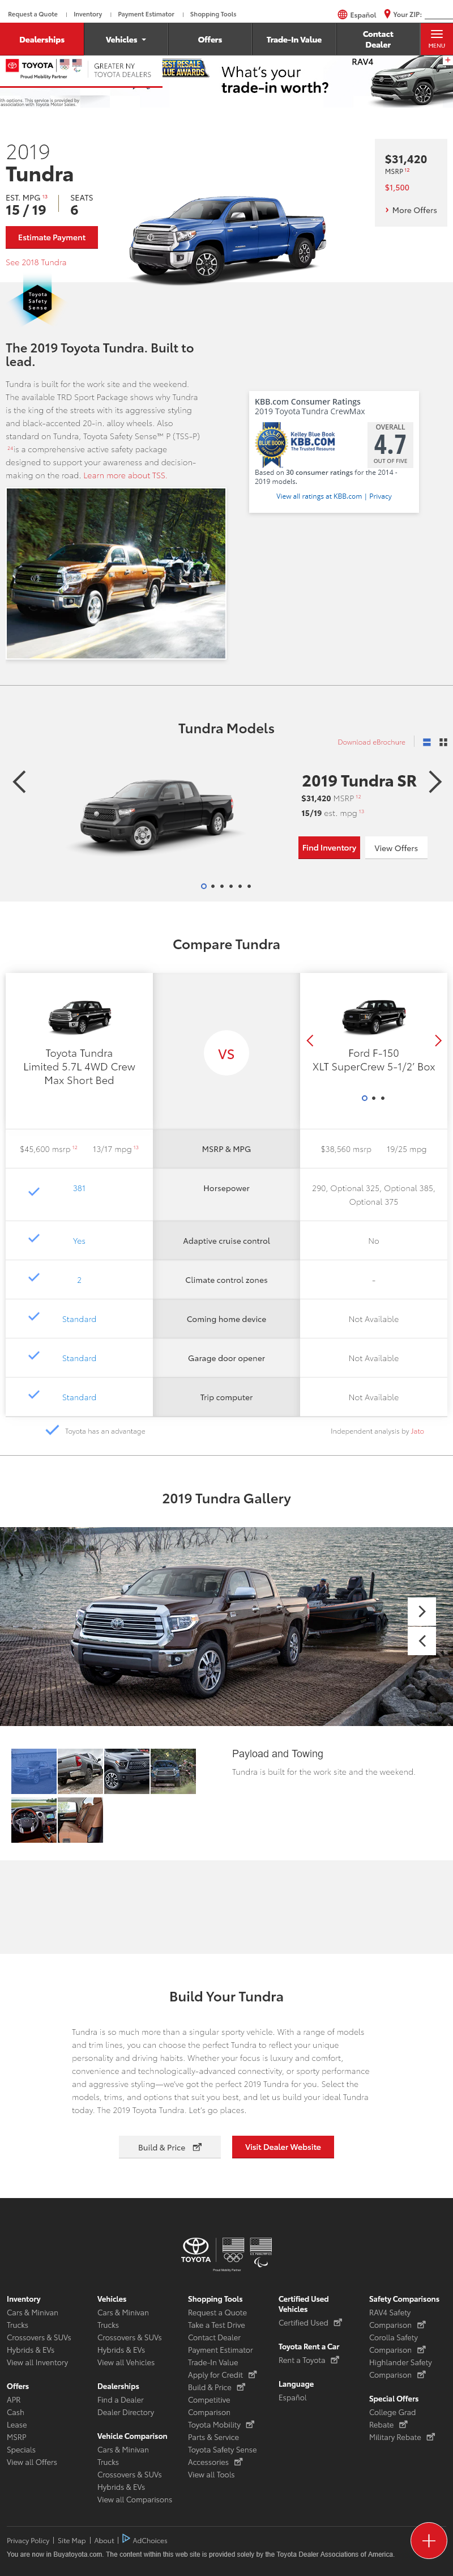 Request a Quote | Inventory | Payment Estimator | Shopping Tools
Español
Your ZIP:
Dealerships
Vehicles
Offers
Trade-In Value
Contact Dealer
MENU
TOYOTA
Proud Mobility Partner
GREATER NY
TOYOTA DEALERS
BEST RESALE
VALUE AWARDS
What's your
trade-in worth?
RAV4
th options. This service is provided by
association with Toyota Motor Sales.
2019
Tundra
EST. MPG 13
15 / 19
SEATS
6
Estimate Payment
See 2018 Tundra
$31,420
MSRP 12
$1,500
More Offers
Toyota
Safety
Sense
The 2019 Toyota Tundra. Built to
lead.
Tundra is built for the work site and the weekend.
The available TRD Sport Package shows why Tundra
is the king of the streets with its aggressive styling
and black-accented 20-in. alloy wheels. Also
standard on Tundra, Toyota Safety Sense™ P (TSS-P)
24 is a comprehensive active safety package
designed to support your awareness and decision-
making on the road. Learn more about TSS.
KBB.com Consumer Ratings
2019 Toyota Tundra CrewMax
Kelley Blue Book
KBB.COM
The Trusted Resource
BLUE BOOK
OVERALL
4.7
OUT OF FIVE
Based on 30 consumer ratings for the 2014 -
2019 models.
View all ratings at KBB.com | Privacy
Tundra Models
Download eBrochure
2019 Tundra SR
$31,420 MSRP 12
15/19 est. mpg 13
Find Inventory
View Offers
Compare Tundra
Toyota Tundra
Limited 5.7L 4WD Crew
Max Short Bed
VS
Ford F-150
XLT SuperCrew 5-1/2' Box
$45,600 msrp 12 13/17 mpg 13
MSRP & MPG
$38,560 msrp 19/25 mpg
381
Horsepower
290, Optional 325, Optional 385,
Optional 375
Yes
Adaptive cruise control
No
2
Climate control zones
-
Standard
Coming home device
Not Available
Standard
Garage door opener
Not Available
Standard
Trip computer
Not Available
Toyota has an advantage
Independent analysis by Jato
2019 Tundra Gallery
Payload and Towing
Tundra is built for the work site and the weekend.
Build Your Tundra
Tundra is so much more than a singular sporty vehicle. With a range of models
and trim lines, you can choose the perfect Tundra to reflect your unique
personality and driving habits. Whether your focus is luxury and comfort,
convenience and technologically-advanced connectivity, or sporty performance
and aggressive styling—we've got the perfect 2019 Tundra for you. Select the
models, trims, and options that suit you best, and let us build your ideal Tundra
today. The 2019 Toyota Tundra. Let's go places.
Build & Price
Visit Dealer Website
TOYOTA
Proud Mobility Partner
Inventory
Cars & Minivan
Trucks
Crossovers & SUVs
Hybrids & EVs
View all Inventory
Offers
APR
Cash
Lease
MSRP
Specials
View all Offers
Vehicles
Cars & Minivan
Trucks
Crossovers & SUVs
Hybrids & EVs
View all Vehicles
Dealerships
Find a Dealer
Dealer Directory
Vehicle Comparison
Cars & Minivan
Trucks
Crossovers & SUVs
Hybrids & EVs
View all Comparisons
Shopping Tools
Request a Quote
Take a Test Drive
Contact Dealer
Payment Estimator
Trade-In Value
Apply for Credit
Build & Price
Competitive
Comparison
Toyota Mobility
Parts & Service
Toyota Safety Sense
Accessories
View all Tools
Certified Used
Vehicles
Certified Used
Toyota Rent a Car
Rent a Toyota
Language
Español
Safety Comparisons
RAV4 Safety
Comparison
Corolla Safety
Comparison
Highlander Safety
Comparison
Special Offers
College Grad
Rebate
Military Rebate
Privacy Policy | Site Map | About | AdChoices
You are now in Buyatoyota.com. The content within this web site is provided solely by the Toyota Dealer Associations of America.